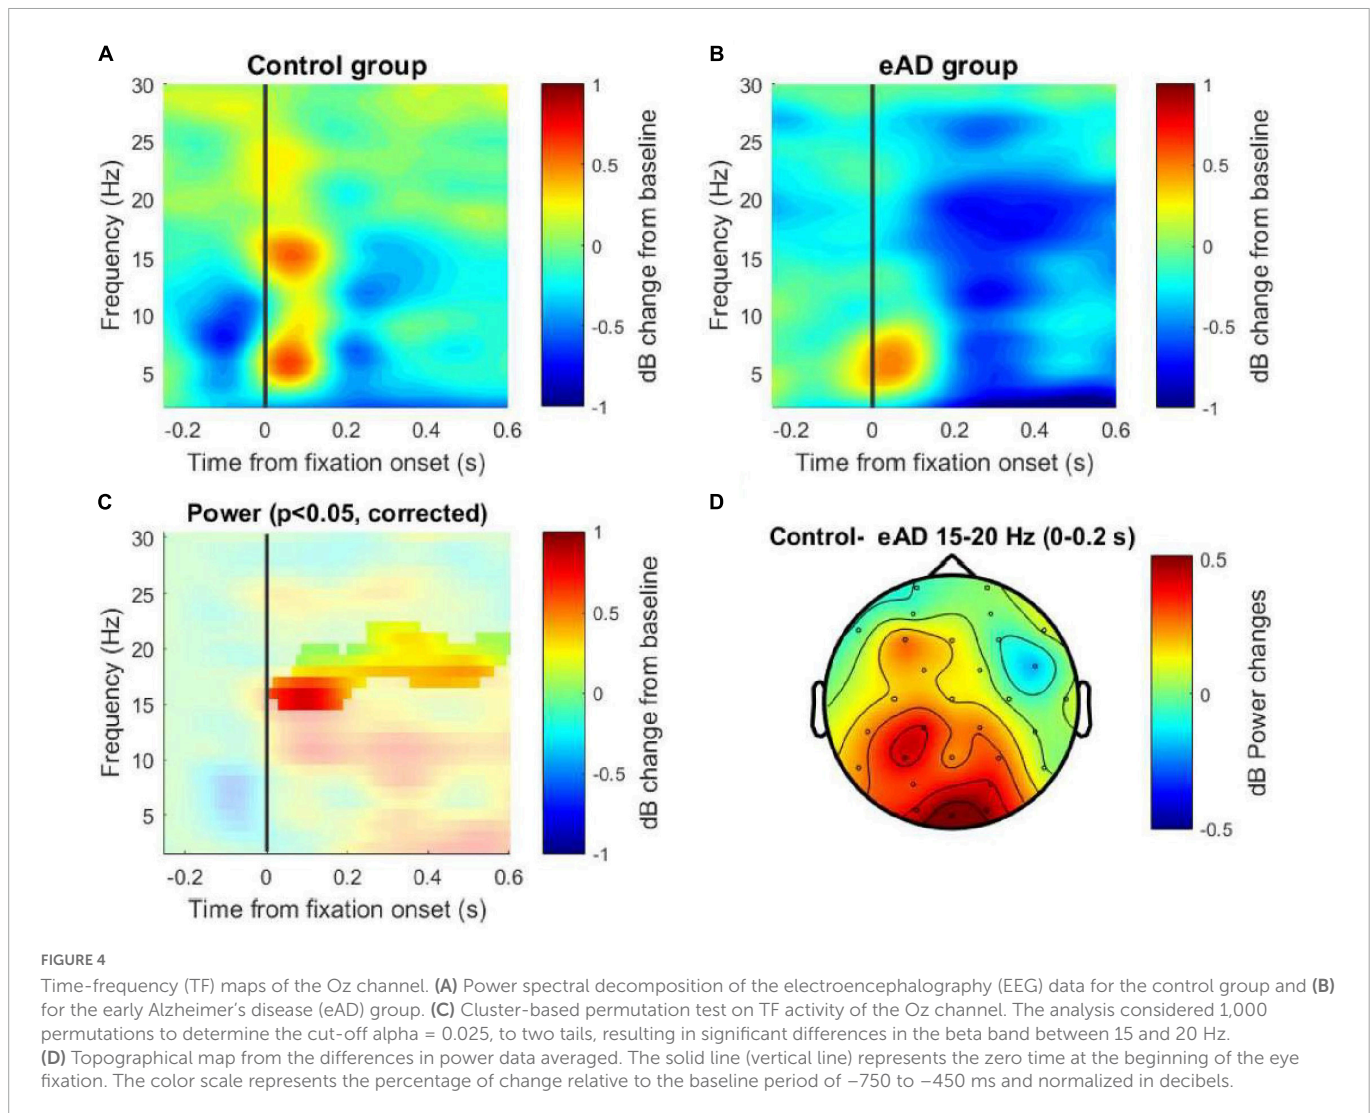 A
Control group
30
25
20
15
10
5
Frequency (Hz)
-0.2 0 0.2 0.4 0.6
Time from fixation onset (s)
1
0.5
0
-0.5
-1
dB change from baseline
B
eAD group
30
25
20
15
10
5
Frequency (Hz)
-0.2 0 0.2 0.4 0.6
Time from fixation onset (s)
1
0.5
0
-0.5
-1
dB change from baseline
C
Power (p<0.05, corrected)
30
25
20
15
10
5
Frequency (Hz)
-0.2 0 0.2 0.4 0.6
Time from fixation onset (s)
1
0.5
0
-0.5
-1
dB change from baseline
D
Control- eAD 15-20 Hz (0-0.2 s)
0.5
0
-0.5
dB Power changes
FIGURE 4
Time-frequency (TF) maps of the Oz channel. (A) Power spectral decomposition of the electroencephalography (EEG) data for the control group and (B)
for the early Alzheimer’s disease (eAD) group. (C) Cluster-based permutation test on TF activity of the Oz channel. The analysis considered 1,000
permutations to determine the cut-off alpha = 0.025, to two tails, resulting in significant differences in the beta band between 15 and 20 Hz.
(D) Topographical map from the differences in power data averaged. The solid line (vertical line) represents the zero time at the beginning of the eye
fixation. The color scale represents the percentage of change relative to the baseline period of −750 to −450 ms and normalized in decibels.